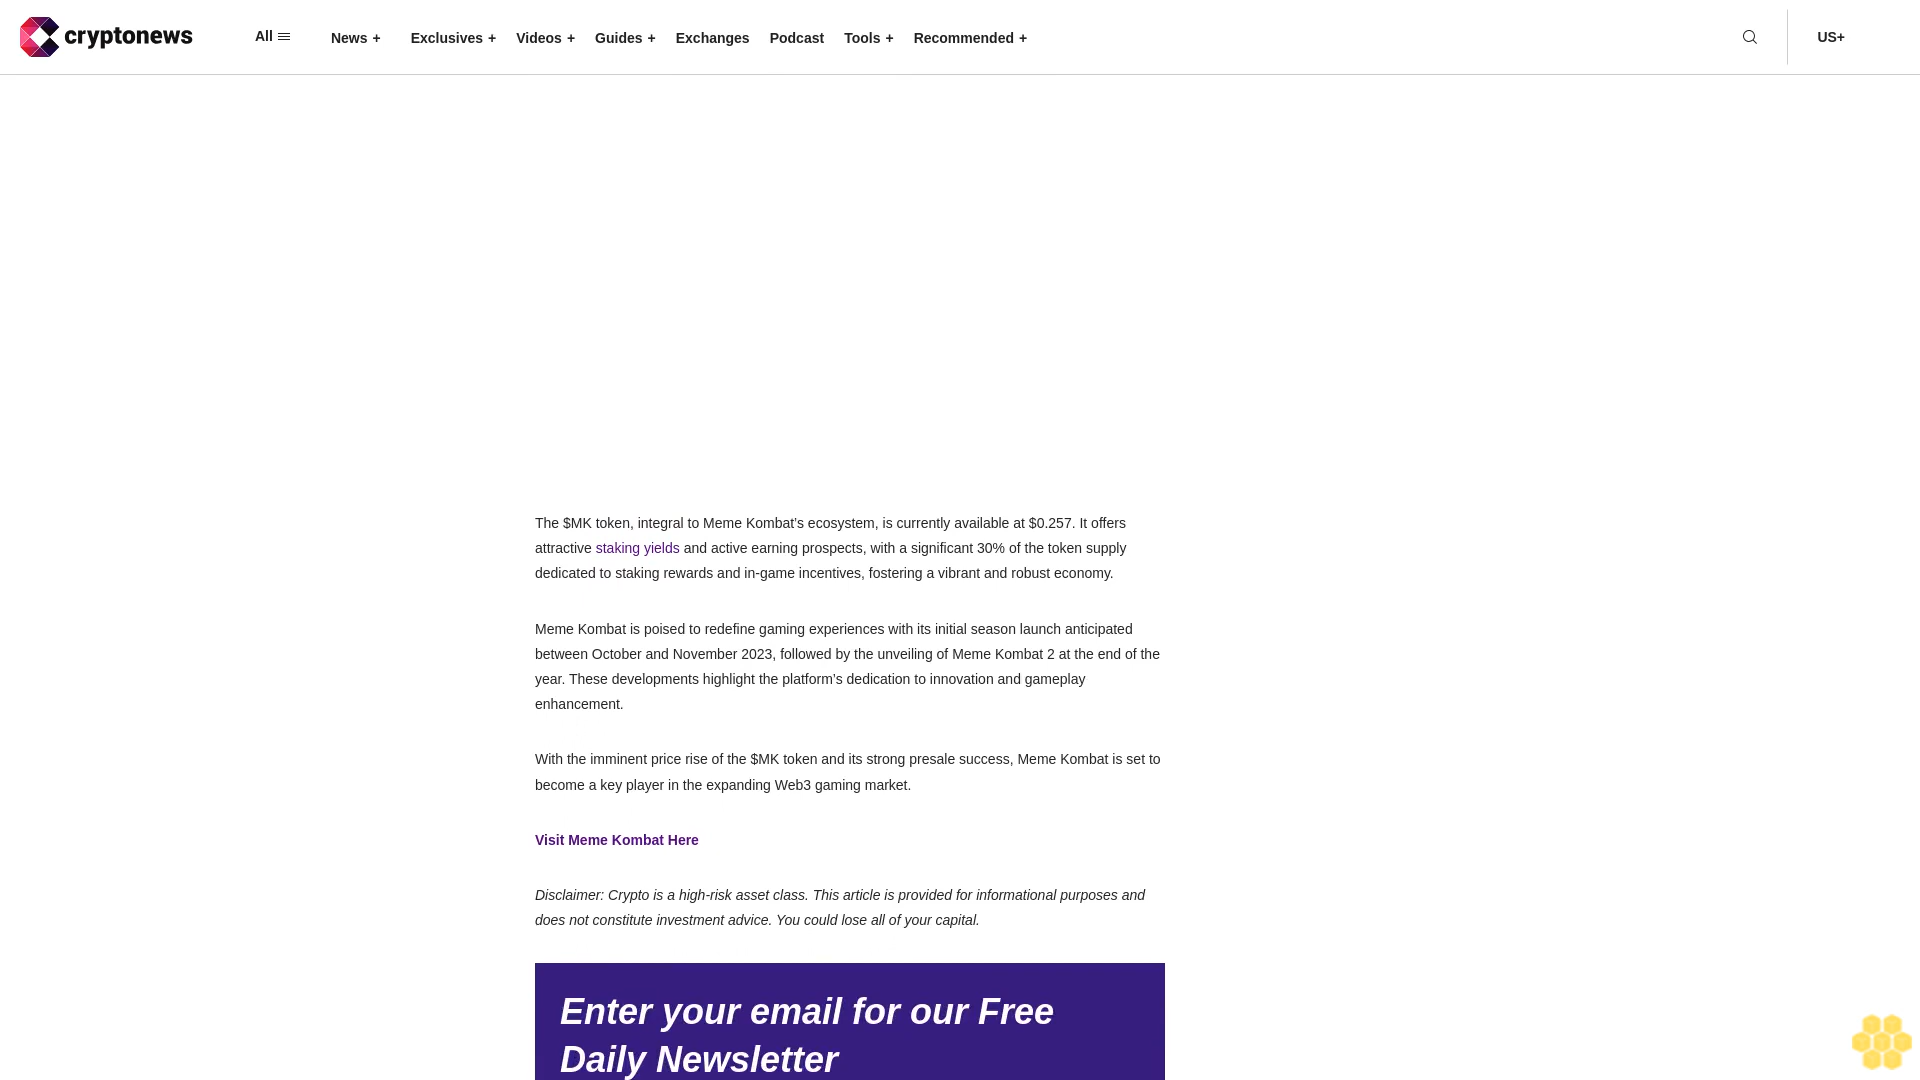 cryptonews
All
News +
Exclusives +
Videos +
Guides +
Exchanges
Podcast
Tools +
Recommended +
US+
The $MK token, integral to Meme Kombat’s ecosystem, is currently available at $0.257. It offers
attractive staking yields and active earning prospects, with a significant 30% of the token supply
dedicated to staking rewards and in-game incentives, fostering a vibrant and robust economy.
Meme Kombat is poised to redefine gaming experiences with its initial season launch anticipated
between October and November 2023, followed by the unveiling of Meme Kombat 2 at the end of the
year. These developments highlight the platform’s dedication to innovation and gameplay
enhancement.
With the imminent price rise of the $MK token and its strong presale success, Meme Kombat is set to
become a key player in the expanding Web3 gaming market.
Visit Meme Kombat Here
Disclaimer: Crypto is a high-risk asset class. This article is provided for informational purposes and
does not constitute investment advice. You could lose all of your capital.
Enter your email for our Free
Daily Newsletter